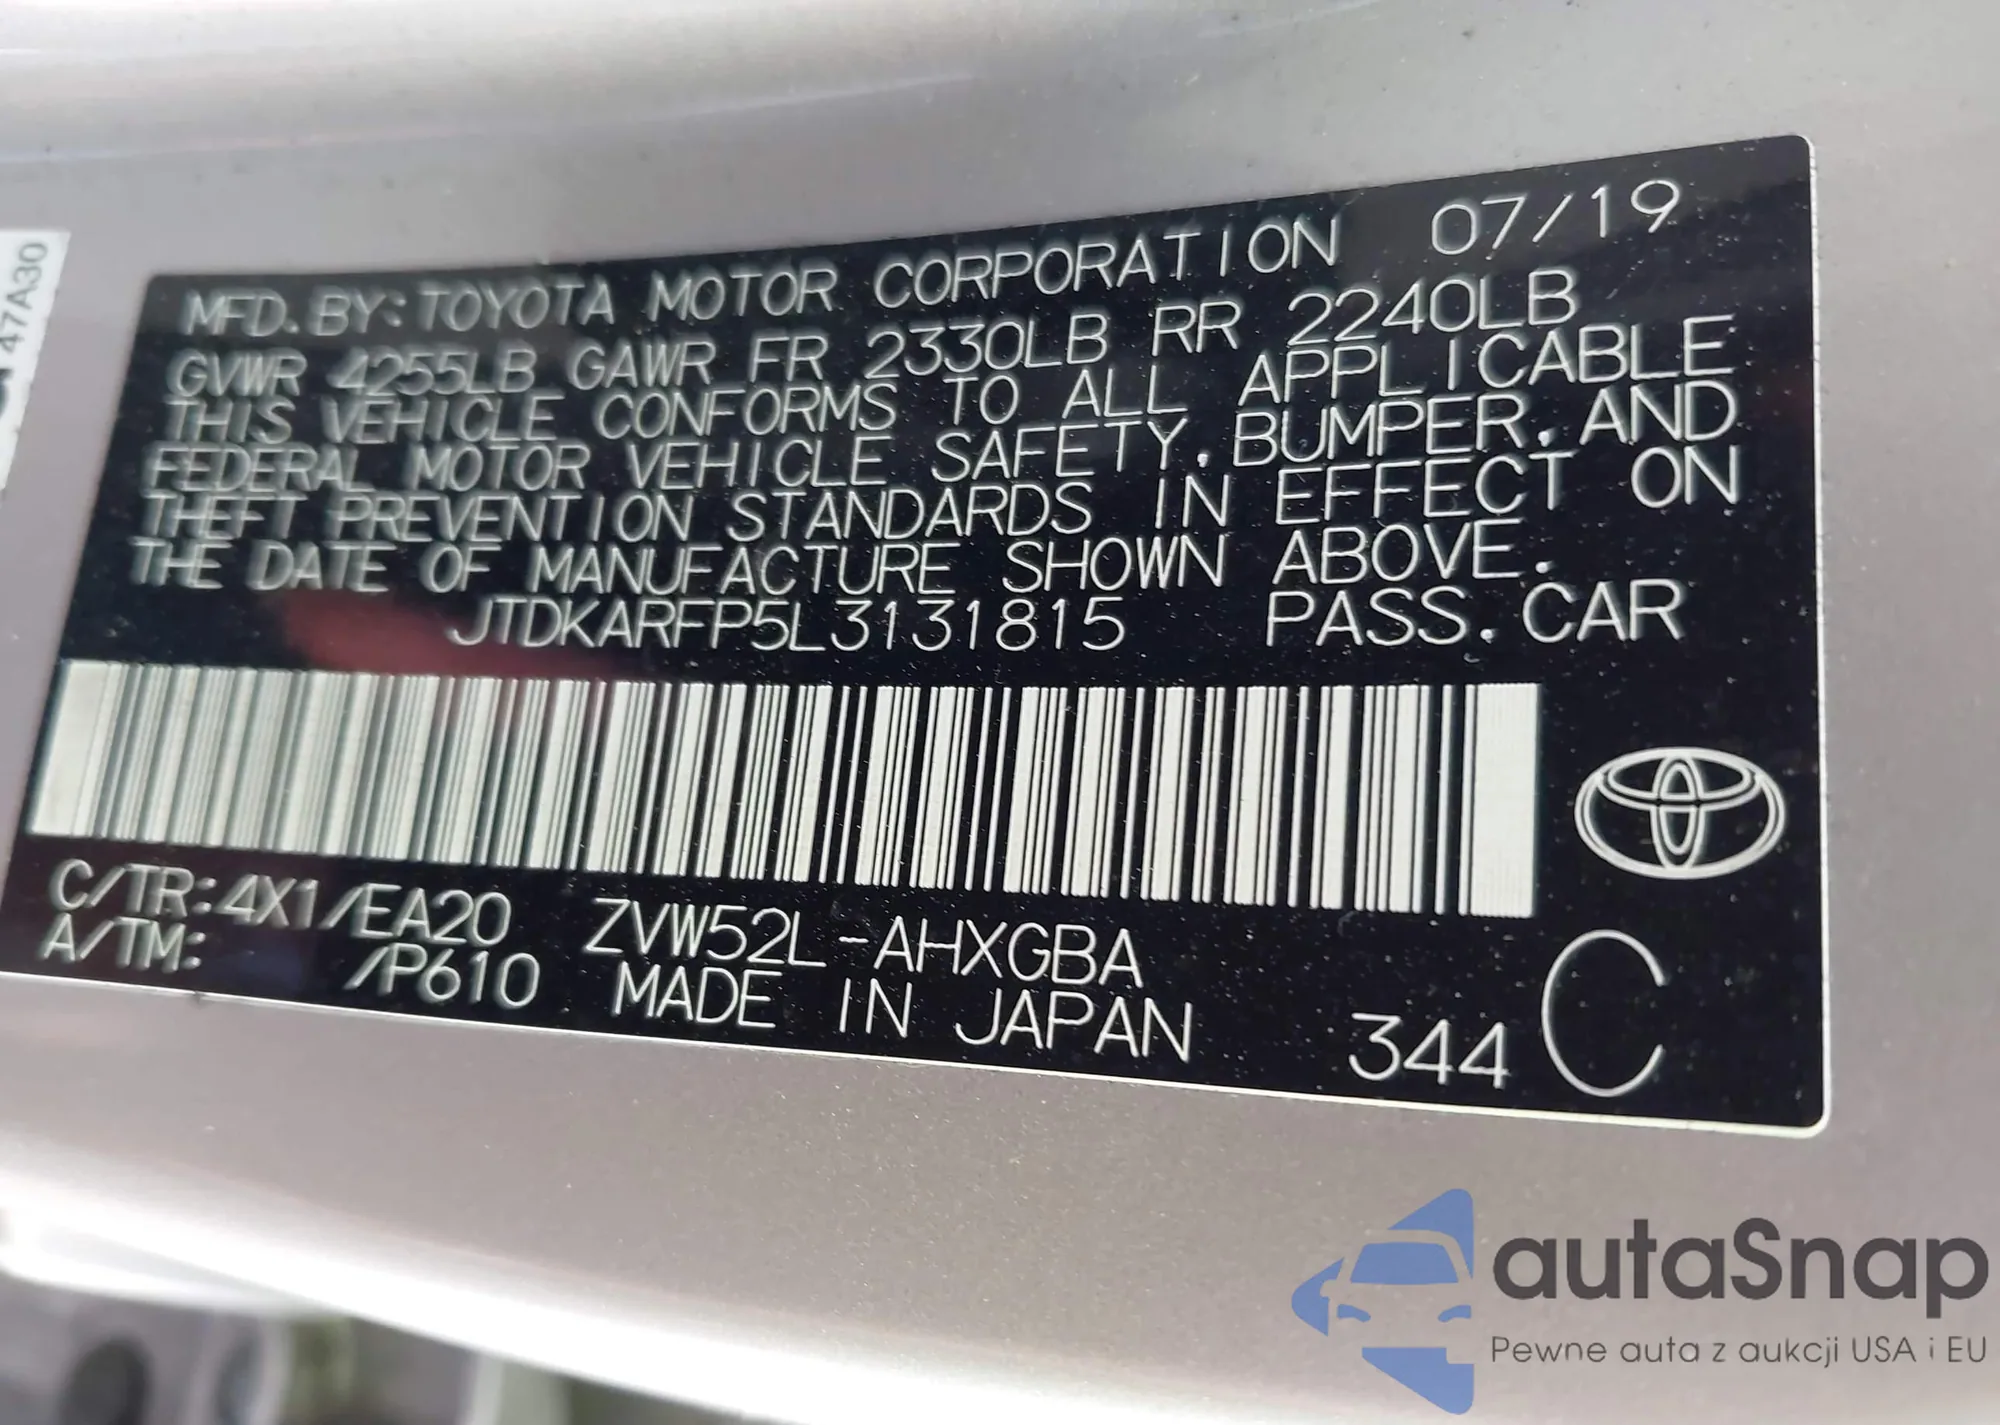 47A30
MFD. BY: TOYOTA MOTOR CORPORATION 07/19
GVWR 4255LB GAWR FR 2330LB RR 2240LB
THIS VEHICLE CONFORMS TO ALL APPLICABLE
FEDERAL MOTOR VEHICLE SAFETY, BUMPER, AND
THEFT PREVENTION STANDARDS IN EFFECT ON
THE DATE OF MANUFACTURE SHOWN ABOVE.
JTDKARFP5L3131815 PASS. CAR
C/TR: 4X1/EA20 ZVW52L-AHXGBA
A/TM: /P610 MADE IN JAPAN 344 C
autaSnap
Pewne auta z aukcji USA i EU